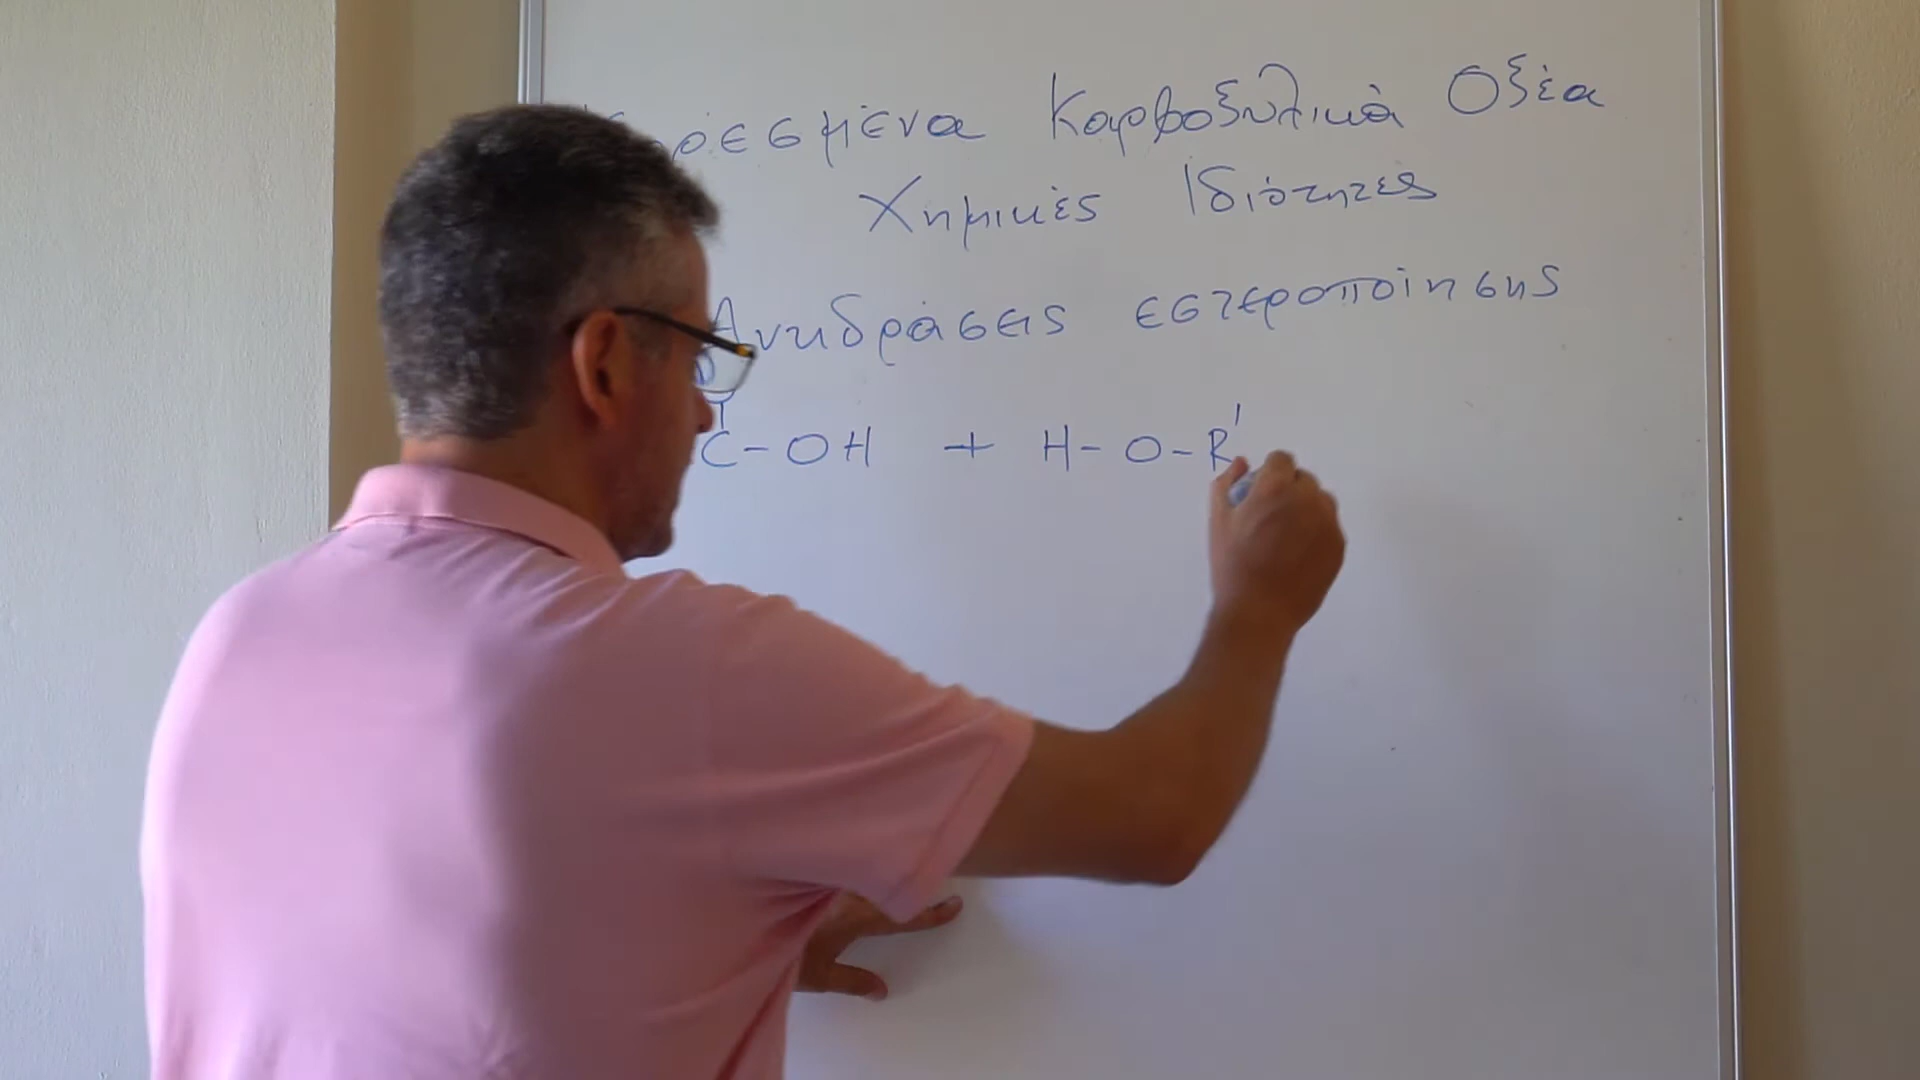 Καρβοξυλικά Οξέα
Χημικές Ιδιότητες
Αντιδράσεις εστεροποίησης
C - OH + H - O - R'